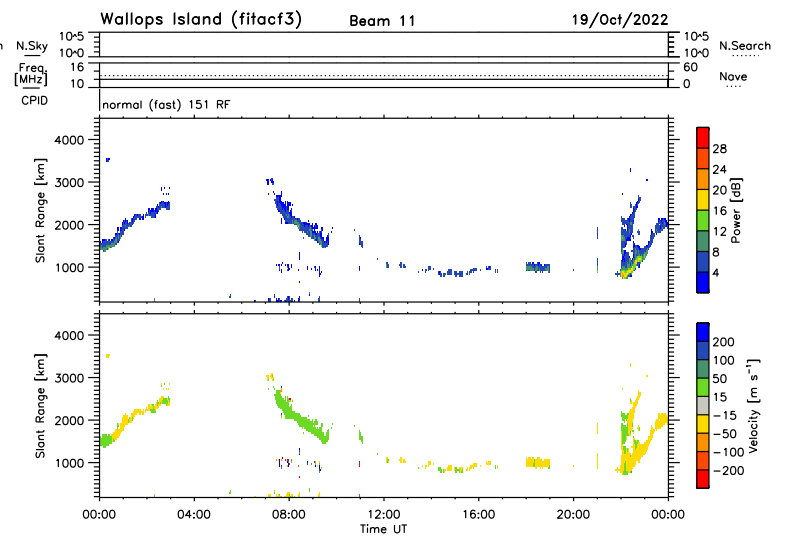 Wallops Island (fitacf3) Beam 11 19/Oct/2022
n N.Sky 10^5 10^0 10^5 10^0 N.Search
Freq. [MHz] 16 10 60 0 Nave
CPID normal (fast) 151 RF
Slant Range [km] 4000 3000 2000 1000
28 24 20 16 12 8 4 Power [dB]
Slant Range [km] 4000 3000 2000 1000
200 100 50 15 -15 -50 -100 -200 Velocity [m s⁻¹]
00:00 04:00 08:00 12:00 16:00 20:00 00:00
Time UT